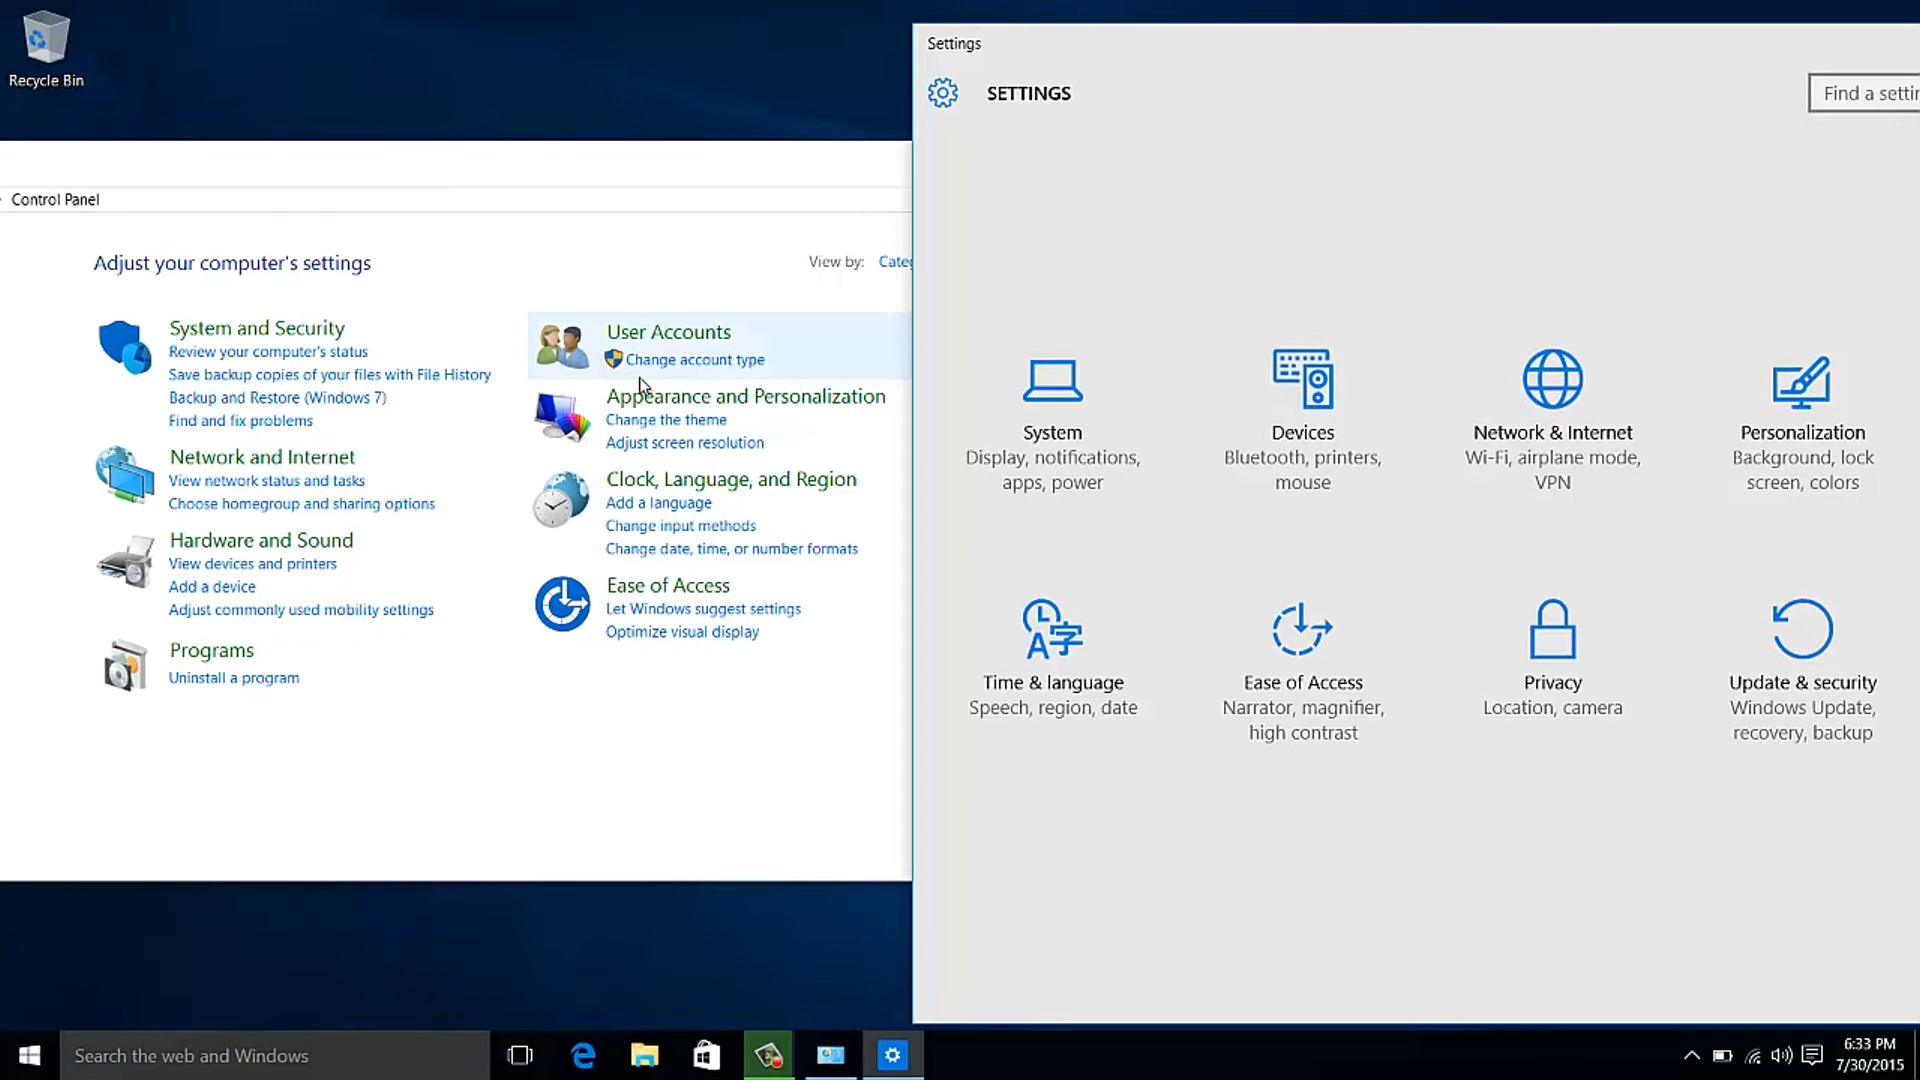 Recycle Bin
Control Panel
Adjust your computer's settings
View by: Categ
System and Security
Review your computer's status
Save backup copies of your files with File History
Backup and Restore (Windows 7)
Find and fix problems
Network and Internet
View network status and tasks
Choose homegroup and sharing options
Hardware and Sound
View devices and printers
Add a device
Adjust commonly used mobility settings
Programs
Uninstall a program
User Accounts
Change account type
Appearance and Personalization
Change the theme
Adjust screen resolution
Clock, Language, and Region
Add a language
Change input methods
Change date, time, or number formats
Ease of Access
Let Windows suggest settings
Optimize visual display
Settings
SETTINGS
Find a settin
System
Display, notifications,
apps, power
Devices
Bluetooth, printers,
mouse
Network & Internet
Wi-Fi, airplane mode,
VPN
Personalization
Background, lock
screen, colors
Time & language
Speech, region, date
Ease of Access
Narrator, magnifier,
high contrast
Privacy
Location, camera
Update & security
Windows Update,
recovery, backup
Search the web and Windows
6:33 PM
7/30/2015